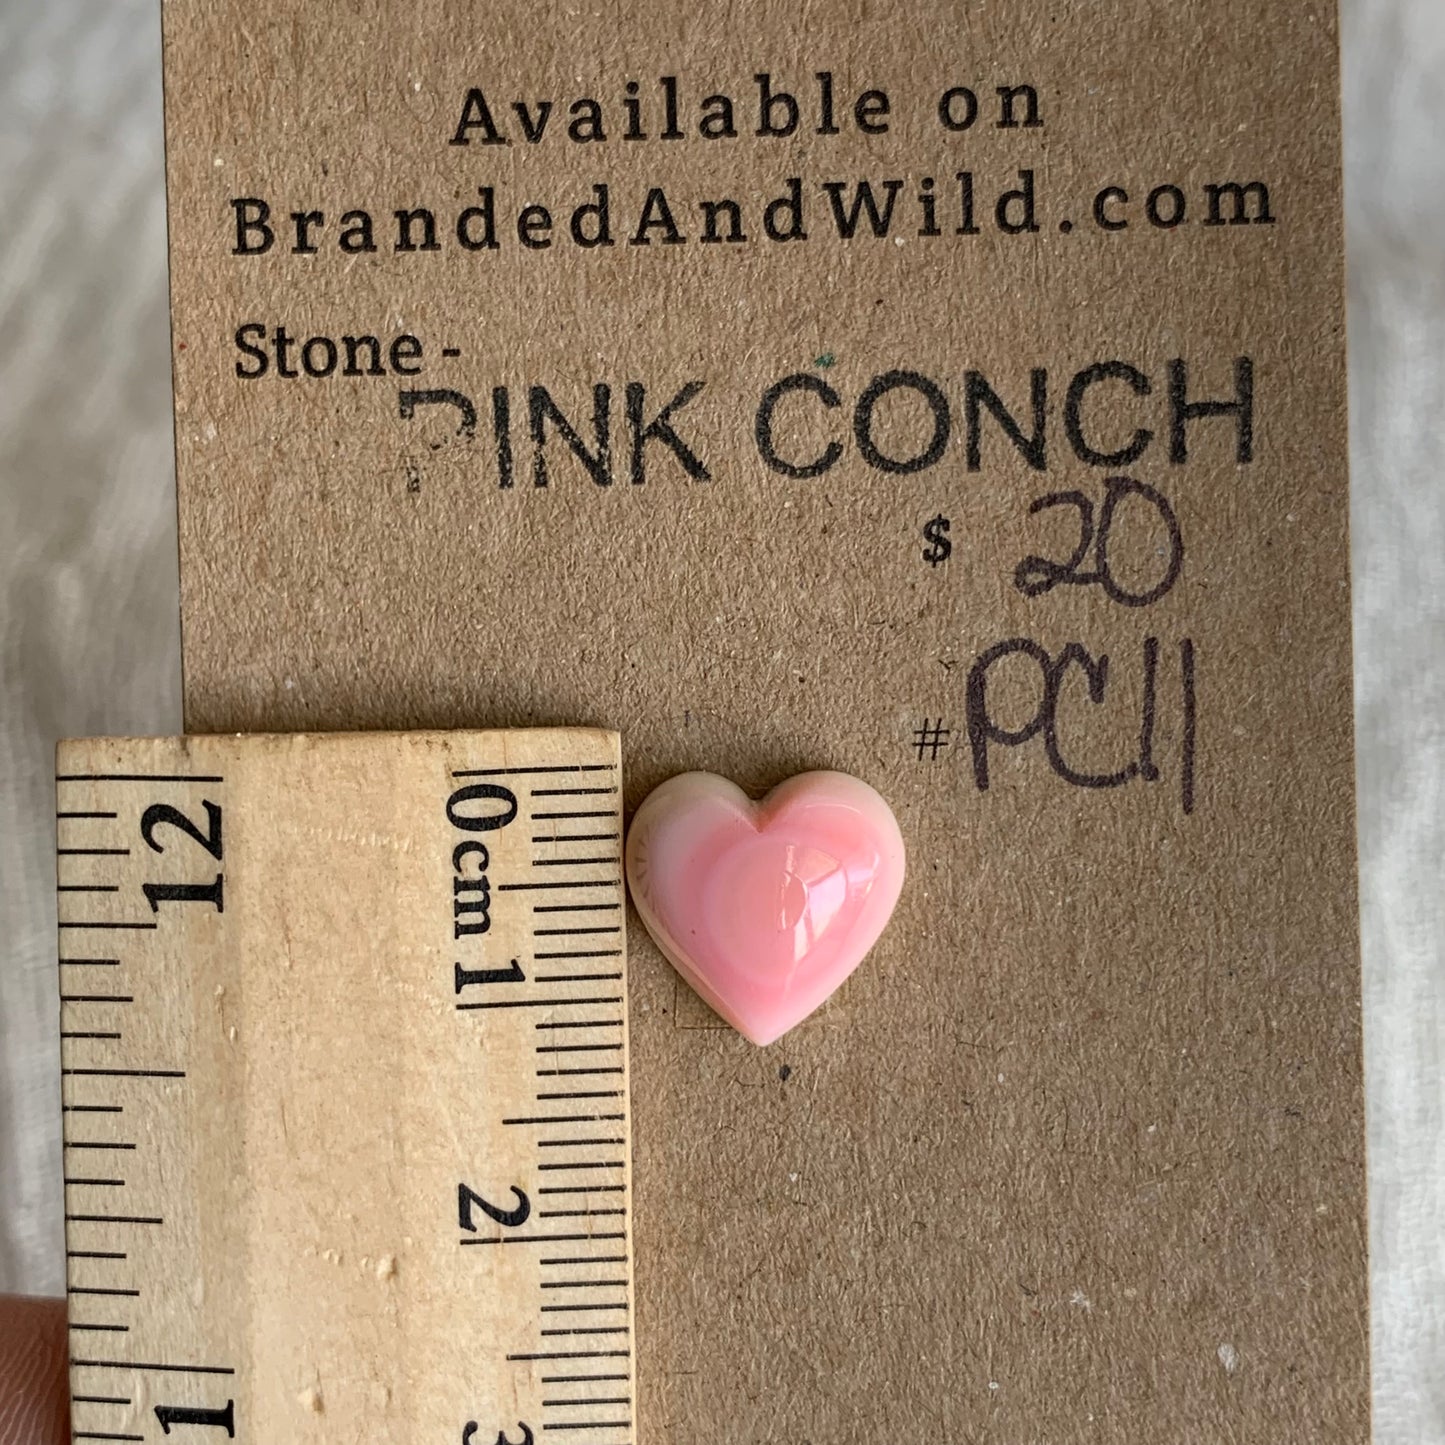 Available on
BrandedAndWild.com
Stone -
PINK CONCH
$ 20
# PC11
12
0cm 1
2
3
1